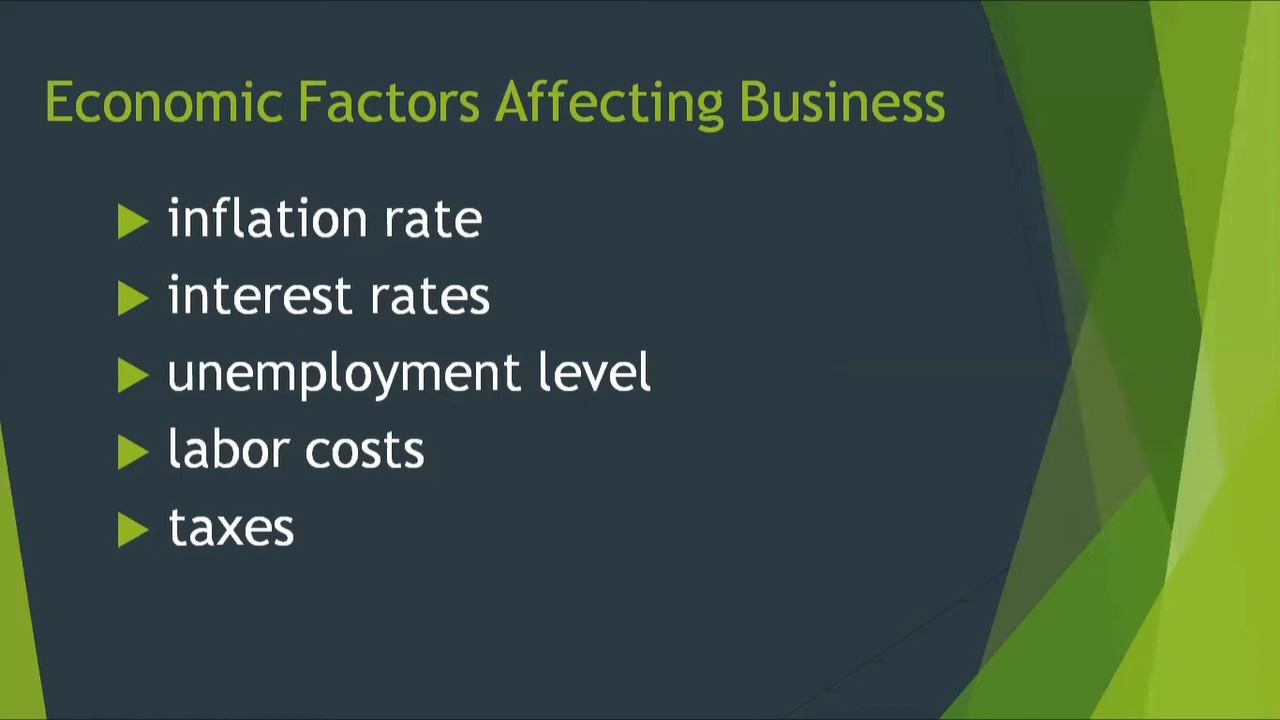 Economic Factors Affecting Business
inflation rate
interest rates
unemployment level
labor costs
taxes